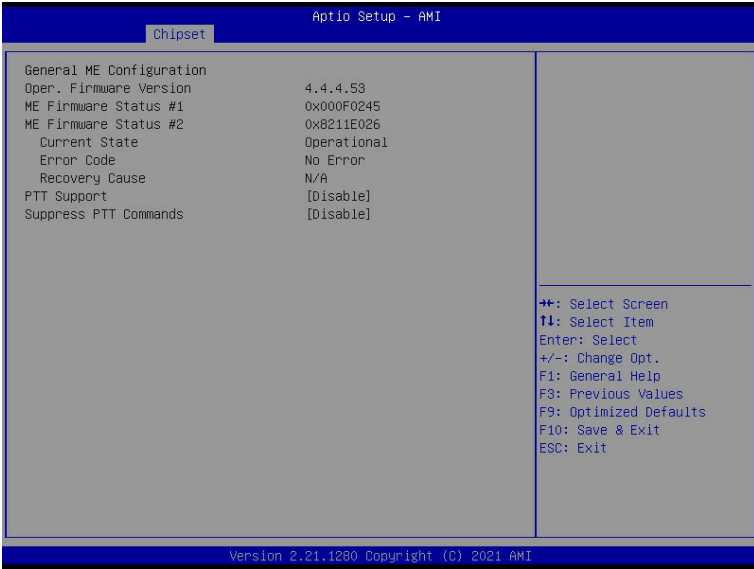 Aptio Setup – AMI
Chipset
General ME Configuration
Oper. Firmware Version 4.4.4.53
ME Firmware Status #1 0x000F0245
ME Firmware Status #2 0x8211E026
Current State Operational
Error Code No Error
Recovery Cause N/A
PTT Support [Disable]
Suppress PTT Commands [Disable]
→←: Select Screen
↑↓: Select Item
Enter: Select
+/-: Change Opt.
F1: General Help
F3: Previous Values
F9: Optimized Defaults
F10: Save & Exit
ESC: Exit
Version 2.21.1280 Copyright (C) 2021 AMI